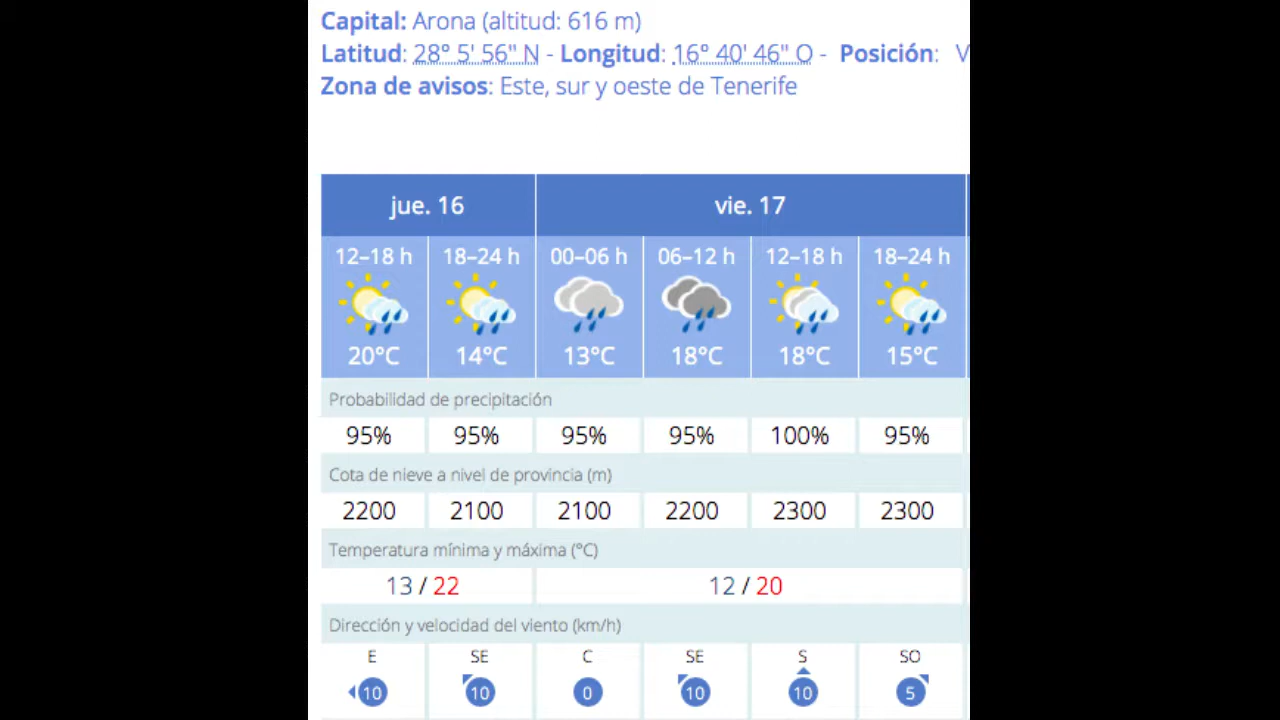 Capital: Arona (altitud: 616 m)
Latitud: 28° 5' 56" N - Longitud: 16° 40' 46" O - Posición:
Zona de avisos: Este, sur y oeste de Tenerife
jue. 16 vie. 17
12–18 h 18–24 h 00–06 h 06–12 h 12–18 h 18–24 h
20°C 14°C 13°C 18°C 18°C 15°C
Probabilidad de precipitación
95% 95% 95% 95% 100% 95%
Cota de nieve a nivel de provincia (m)
2200 2100 2100 2200 2300 2300
Temperatura mínima y máxima (°C)
13 / 22 12 / 20
Dirección y velocidad del viento (km/h)
E SE C SE S SO
10 10 0 10 10 5